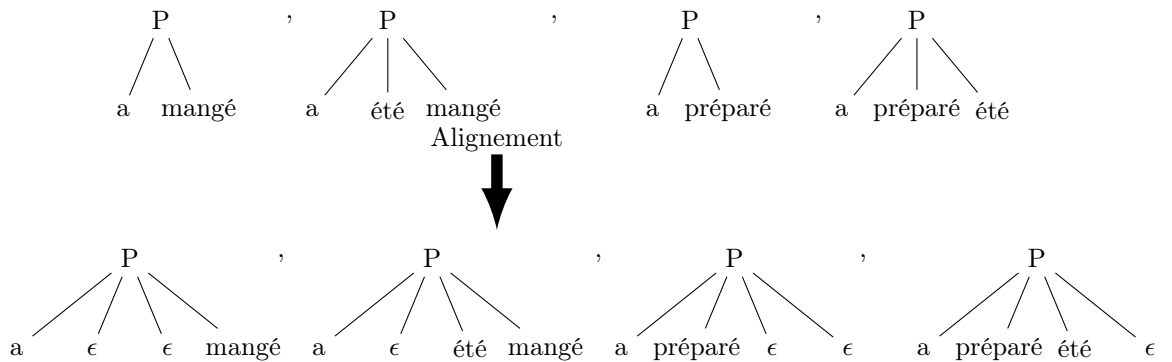 P , P , P , P
a mangé a été mangé a préparé a préparé été
Alignement
P , P , P , P
a ϵ ϵ mangé a ϵ été mangé a préparé ϵ ϵ a préparé été ϵ